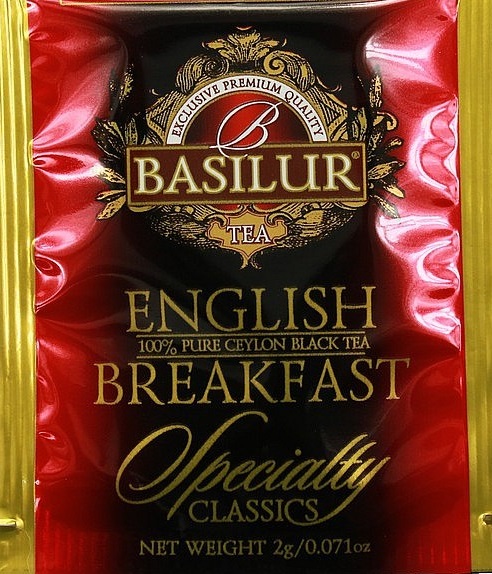 EXCLUSIVE PREMIUM QUALITY
B
BASILUR®
TEA
ENGLISH
100% PURE CEYLON BLACK TEA
BREAKFAST
Specialty
CLASSICS
NET WEIGHT 2g/0.071oz